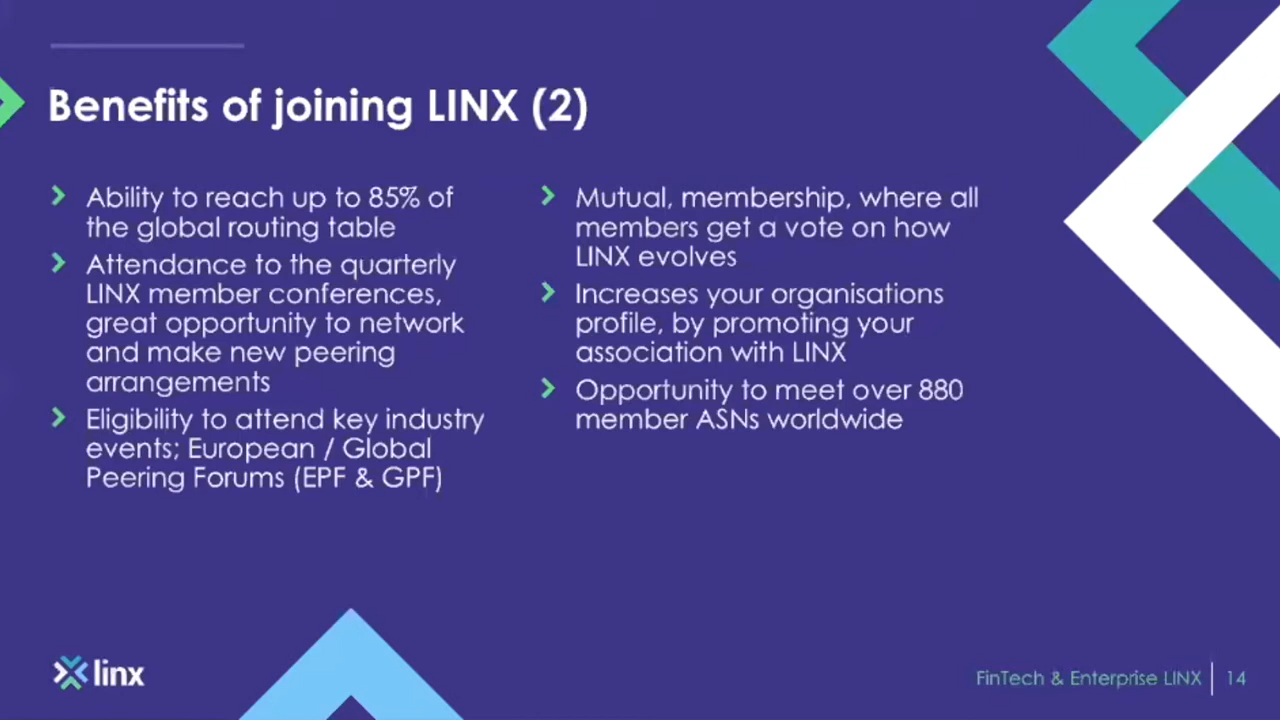 Benefits of joining LINX (2)
Ability to reach up to 85% of
the global routing table
Attendance to the quarterly
LINX member conferences,
great opportunity to network
and make new peering
arrangements
Eligibility to attend key industry
events; European / Global
Peering Forums (EPF & GPF)
Mutual, membership, where all
members get a vote on how
LINX evolves
Increases your organisations
profile, by promoting your
association with LINX
Opportunity to meet over 880
member ASNs worldwide
linx
FinTech & Enterprise LINX | 14